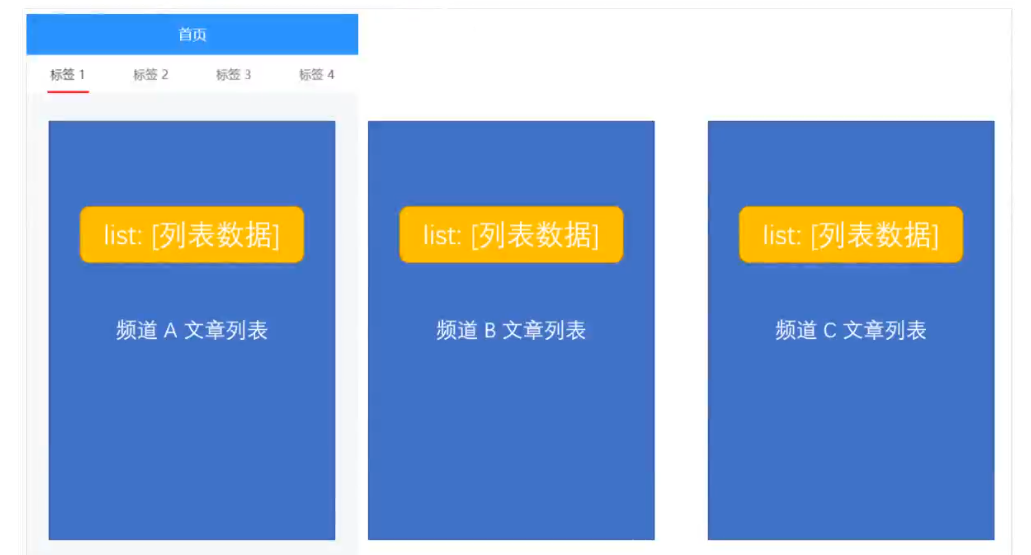 首页
标签 1 标签 2 标签 3 标签 4
list: [列表数据] list: [列表数据] list: [列表数据]
频道 A 文章列表 频道 B 文章列表 频道 C 文章列表